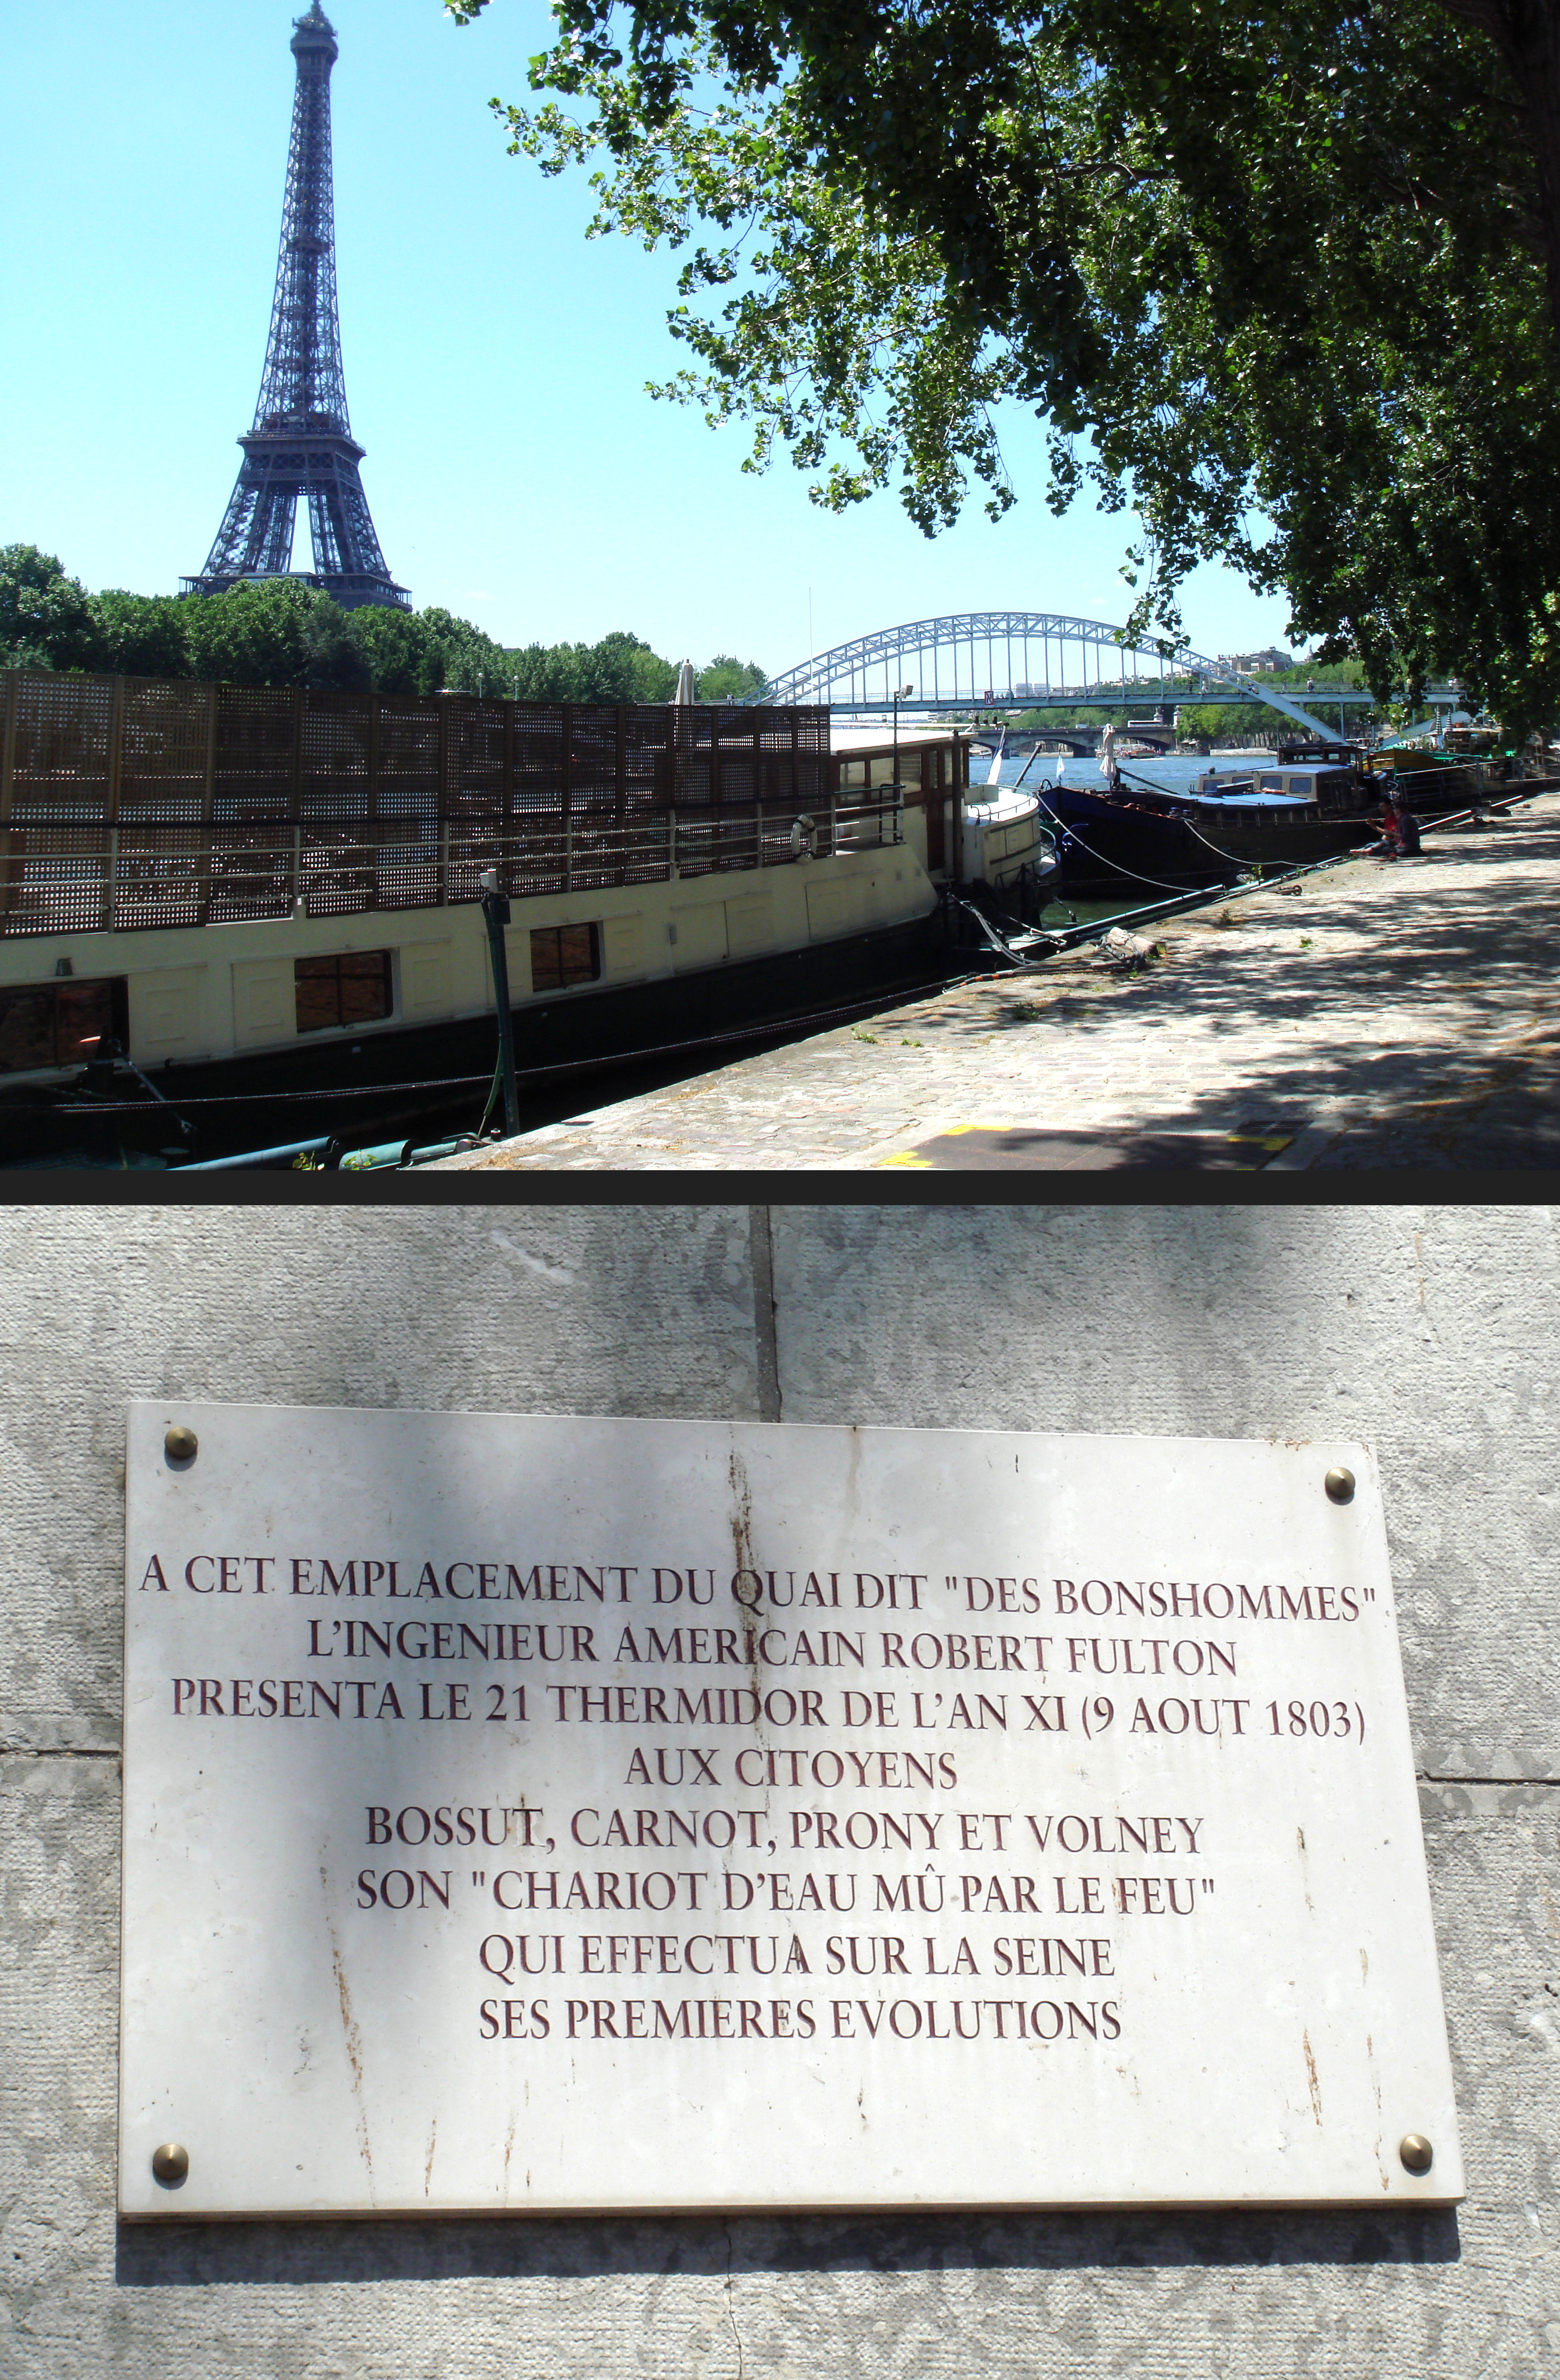 A CET EMPLACEMENT DU QUAI DIT "DES BONSHOMMES"
L'INGENIEUR AMERICAIN ROBERT FULTON
PRESENTA LE 21 THERMIDOR DE L'AN XI (9 AOUT 1803)
AUX CITOYENS
BOSSUT, CARNOT, PRONY ET VOLNEY
SON "CHARIOT D'EAU MÛ PAR LE FEU"
QUI EFFECTUA SUR LA SEINE
SES PREMIERES EVOLUTIONS